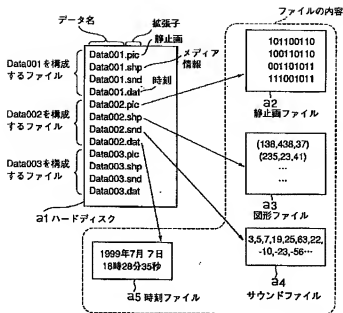 データ名
拡張子
静止画
メディア情報
時刻
ファイルの内容
Data001.pic
Data001.shp
Data001.snd
Data001.dat
Data002.pic
Data002.shp
Data002.snd
Data002.dat
Data003.pic
Data003.shp
Data003.snd
Data003.dat
Data001を構成
するファイル
Data002を構成
するファイル
Data003を構成
するファイル
a1 ハードディスク
101100110
100110110
001101011
111001011
a2
静止画ファイル
(138,438,37)
(235,23,41)
...
...
a3
図形ファイル
3,5,7,19,25,63,22,
-10,-23,-56…
a4
サウンドファイル
1999年7月 7日
18時28分35秒
a5 時刻ファイル